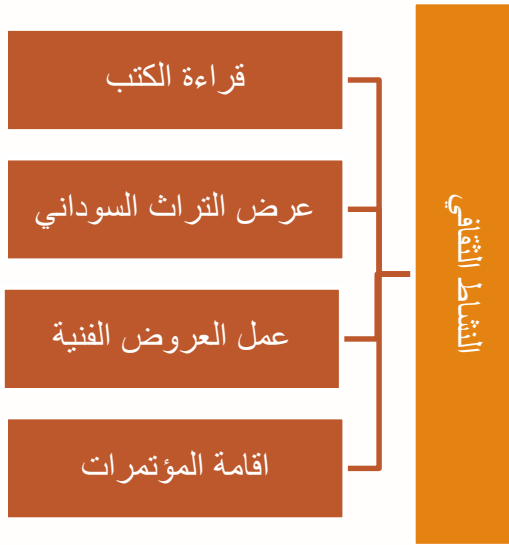 النشاط الثقافي
قراءة الكتب
عرض التراث السوداني
عمل العروض الفنية
اقامة المؤتمرات